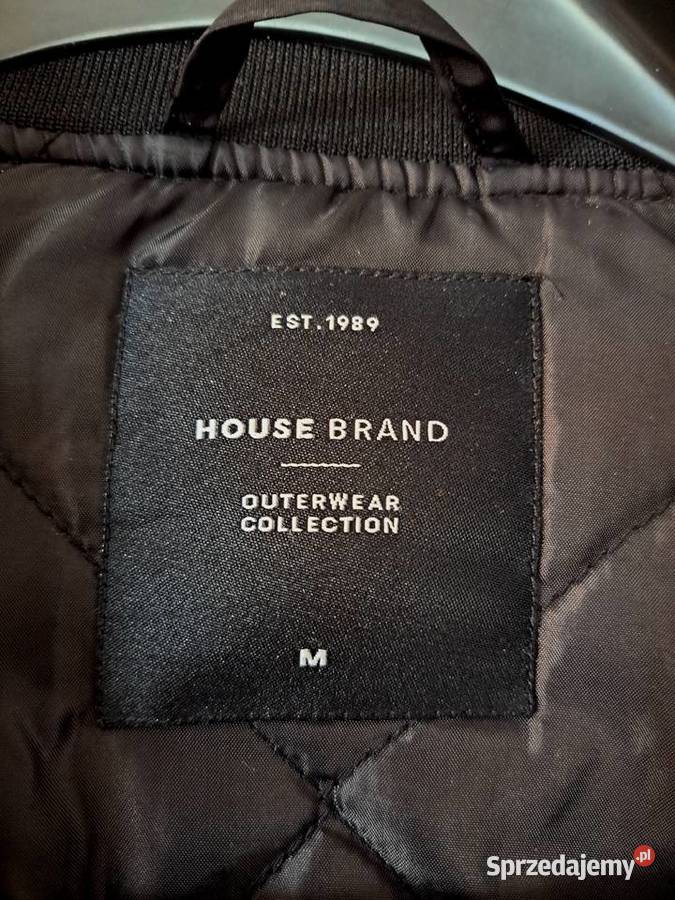 EST.1989
HOUSE BRAND
OUTERWEAR
COLLECTION
M
Sprzedajemy.pl